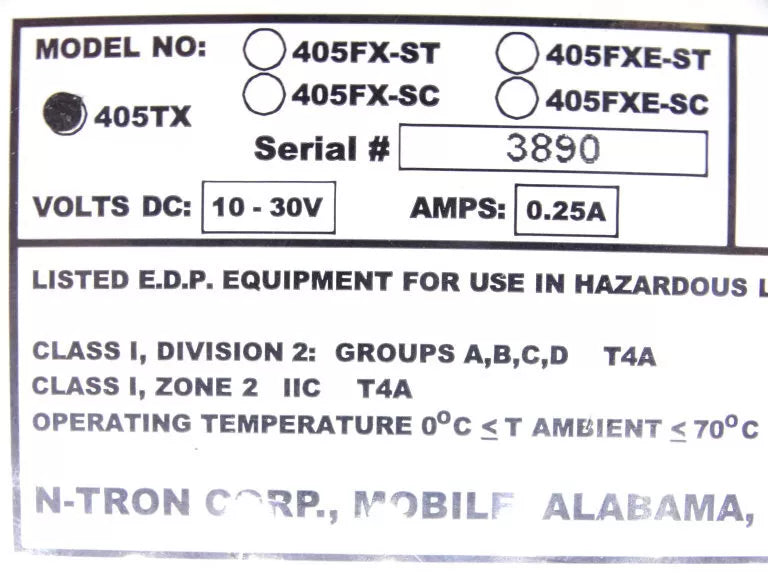 MODEL NO: 405FX-ST 405FXE-ST
405TX 405FX-SC 405FXE-SC
Serial # 3890
VOLTS DC: 10 - 30V AMPS: 0.25A
LISTED E.D.P. EQUIPMENT FOR USE IN HAZARDOUS L
CLASS I, DIVISION 2: GROUPS A,B,C,D T4A
CLASS I, ZONE 2 IIC T4A
OPERATING TEMPERATURE 0°C ≤ T AMBIENT ≤ 70°C
N-TRON CORP., MOBILE ALABAMA,